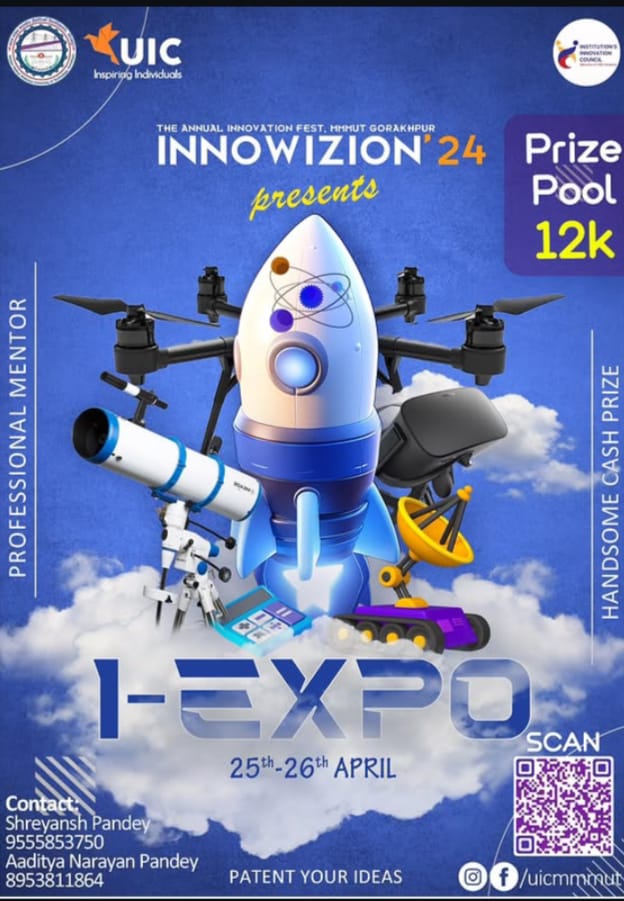 UIC
Inspiring Individuals
INSTITUTION'S
INNOVATION
COUNCIL
THE ANNUAL INNOVATION FEST, MMMUT GORAKHPUR
INNOWIZION'24
presents
Prize
Pool
12k
PROFESSIONAL MENTOR
HANDSOME CASH PRIZE
I-EXPO
25th-26th APRIL
SCAN
Contact:
Shreyansh Pandey
9555853750
Aaditya Narayan Pandey
8953811864
PATENT YOUR IDEAS
/uicmmmut